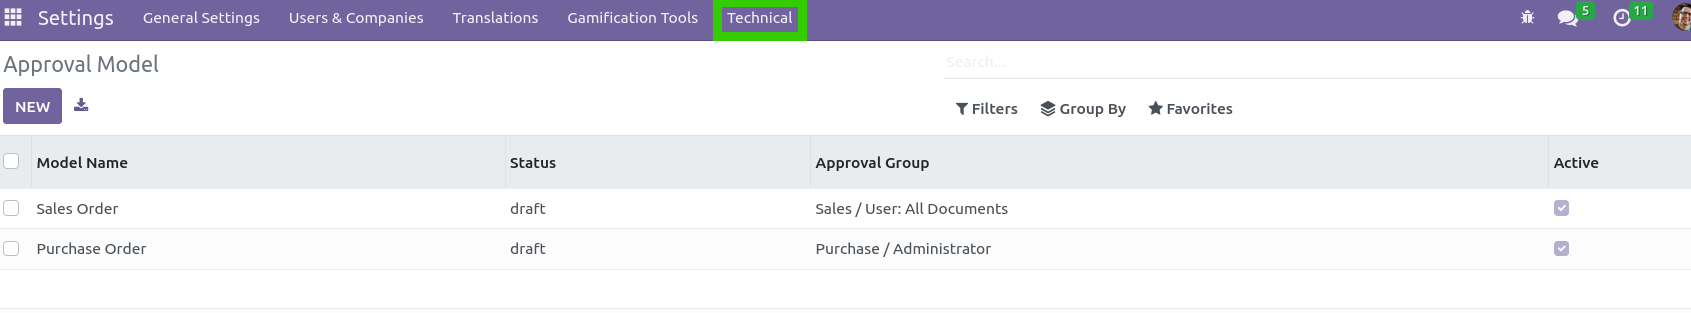 Settings General Settings Users & Companies Translations Gamification Tools Technical 5 11
Approval Model
Search...
NEW
Filters Group By Favorites
Model Name Status Approval Group Active
Sales Order draft Sales / User: All Documents
Purchase Order draft Purchase / Administrator